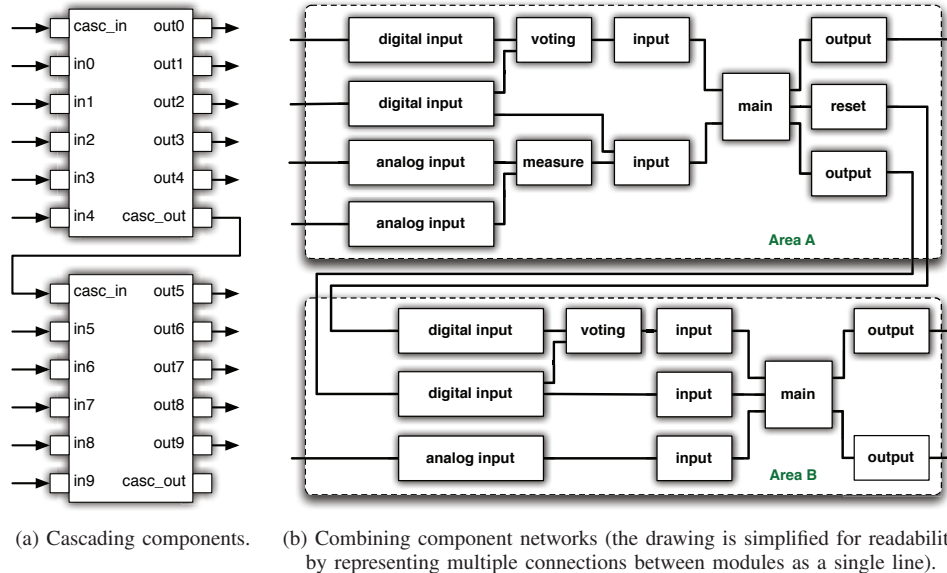 casc_in out0
in0 out1
in1 out2
in2 out3
in3 out4
in4 casc_out
casc_in out5
in5 out6
in6 out7
in7 out8
in8 out9
in9 casc_out
(a) Cascading components.
digital input voting input output
digital input main reset
analog input measure input output
analog input
Area A
digital input voting input output
digital input input main
analog input input output
Area B
(b) Combining component networks (the drawing is simplified for readabilit
by representing multiple connections between modules as a single line).